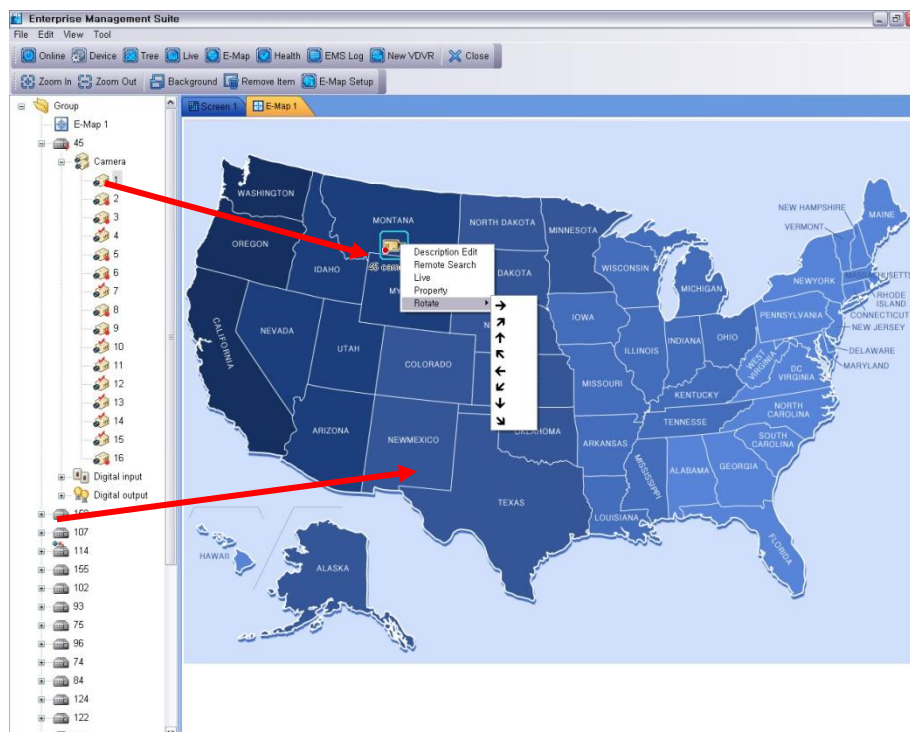 Enterprise Management Suite
File Edit View Tool
Online Device Tree Live E-Map Health EMS Log New VDVR Close
Zoom In Zoom Out Background Remove Item E-Map Setup
Group
E-Map 1
45
Camera
1
2
3
4
5
6
7
8
9
10
11
12
13
14
15
16
Digital input
Digital output
107
114
155
102
93
75
96
74
84
124
122
Screen 1 E-Map 1
WASHINGTON
MONTANA
NORTH DAKOTA
MINNESOTA
NEW HAMPSHIRE
VERMONT
MAINE
OREGON
IDAHO
45
Description Edit
Remote Search
Live
Property
Rotate
DAKOTA
WISCONSIN
MICHIGAN
NEWYORK
MASSACHUSETTS
RHODE
ISLAND
CONNECTICUT
NEW JERSEY
PENNSYLVANIA
DELAWARE
MARYLAND
CALIFORNIA
NEVADA
UTAH
COLORADO
IOWA
ILLINOIS
INDIANA
OHIO
WEST
VIRGINIA
DC
VIRGINIA
MISSOURI
KENTUCKY
NORTH
CAROLINA
TENNESSE
SOUTH
CAROLINA
ARIZONA
NEWMEXICO
OKLAHOMA
ARKANSAS
MISSISSIPPI
ALABAMA
GEORGIA
TEXAS
LOUISIANA
FLORIDA
HAWAII
ALASKA